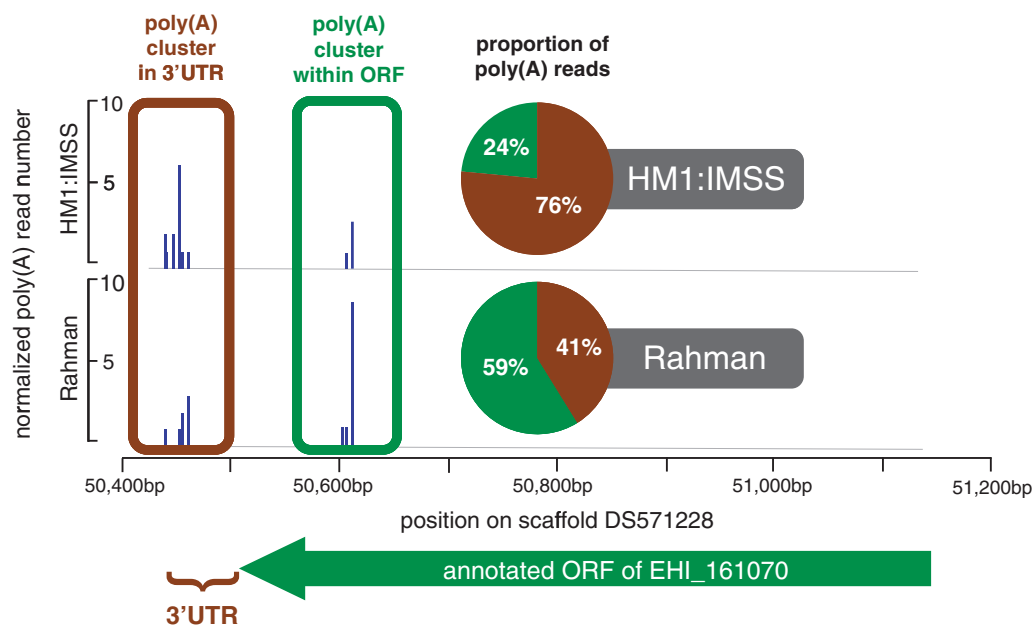 poly(A)
cluster
in 3'UTR
poly(A)
cluster
within ORF
proportion of
poly(A) reads
normalized poly(A) read number
HM1:IMSS
10
5
24%
76%
HM1:IMSS
Rahman
10
5
59%
41%
Rahman
50,400bp
50,600bp
50,800bp
51,000bp
51,200bp
position on scaffold DS571228
annotated ORF of EHI_161070
3'UTR